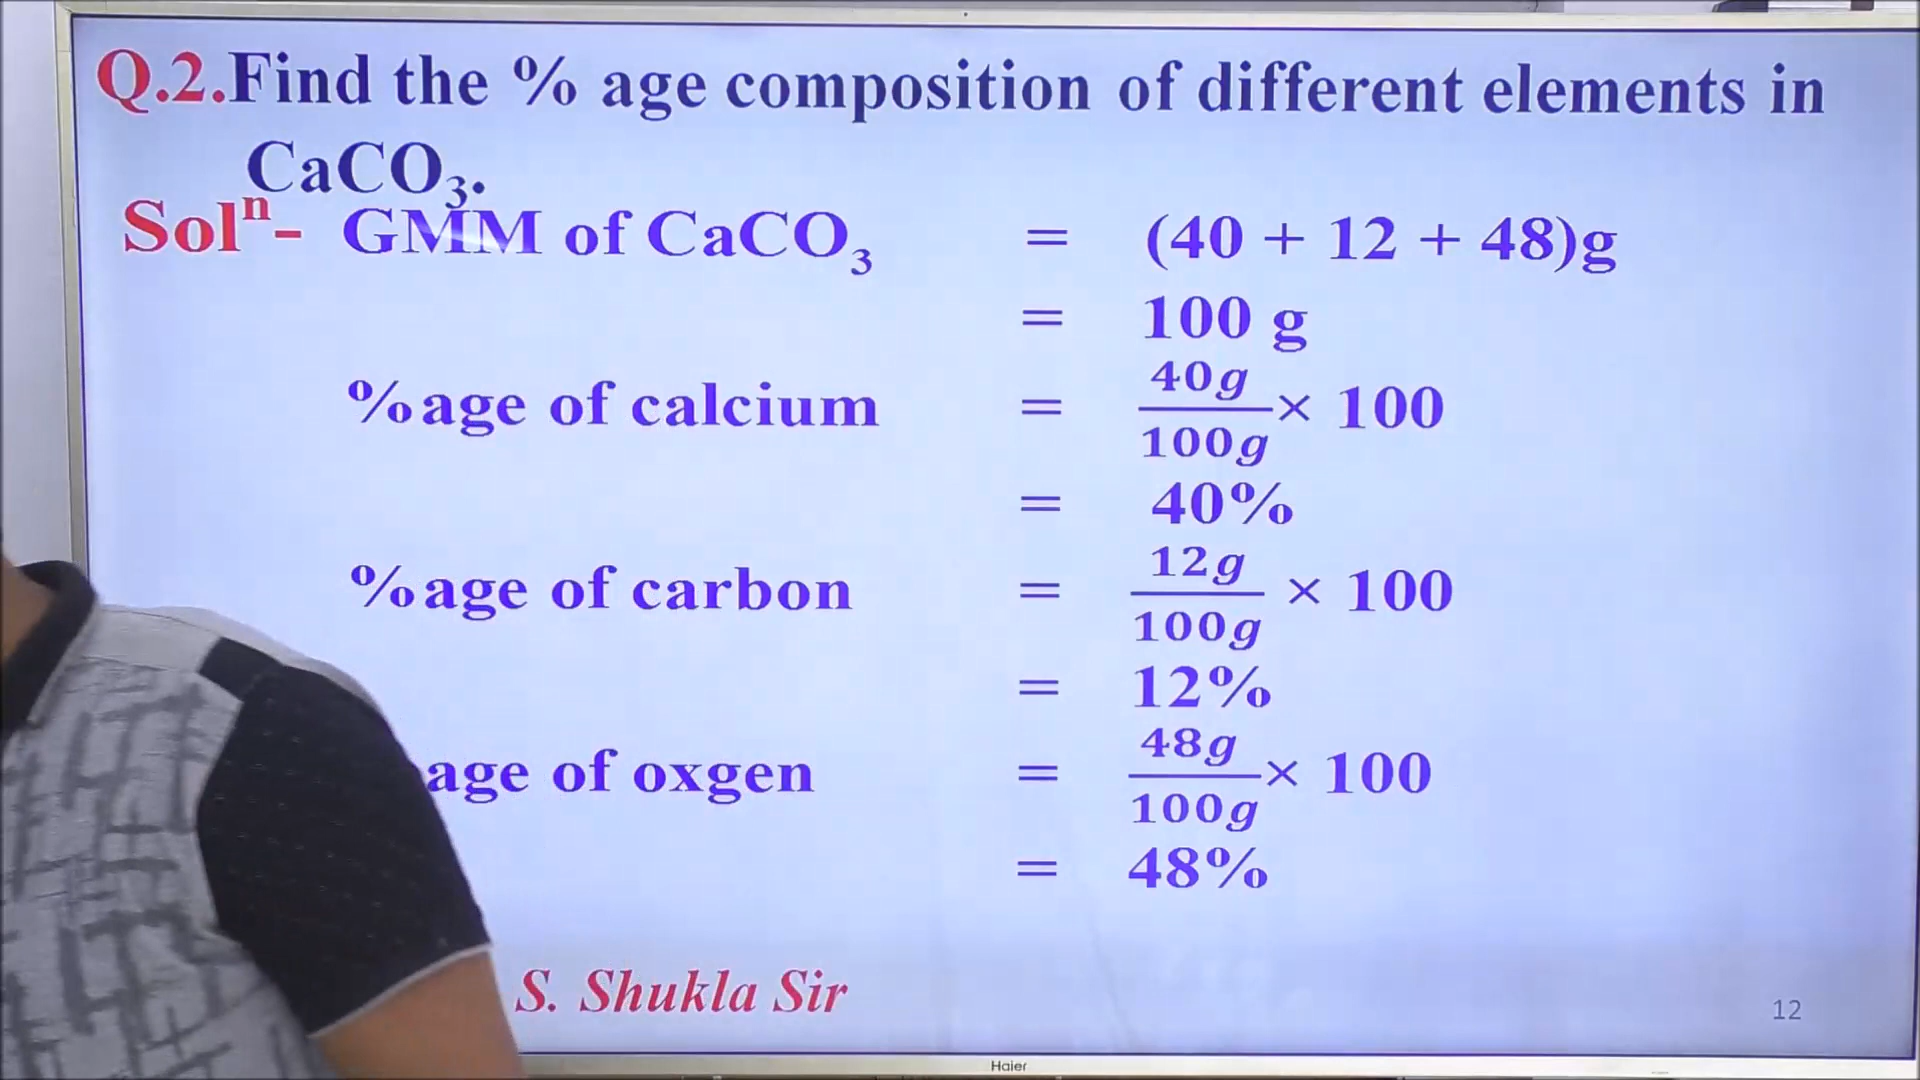 Q.2.Find the % age composition of different elements in
CaCO₃.
Solⁿ- GMM of CaCO₃ = (40 + 12 + 48)g
= 100 g
%age of calcium = 40g/100g × 100
= 40%
%age of carbon = 12g/100g × 100
= 12%
age of oxgen = 48g/100g × 100
= 48%
S. Shukla Sir
12
Haier